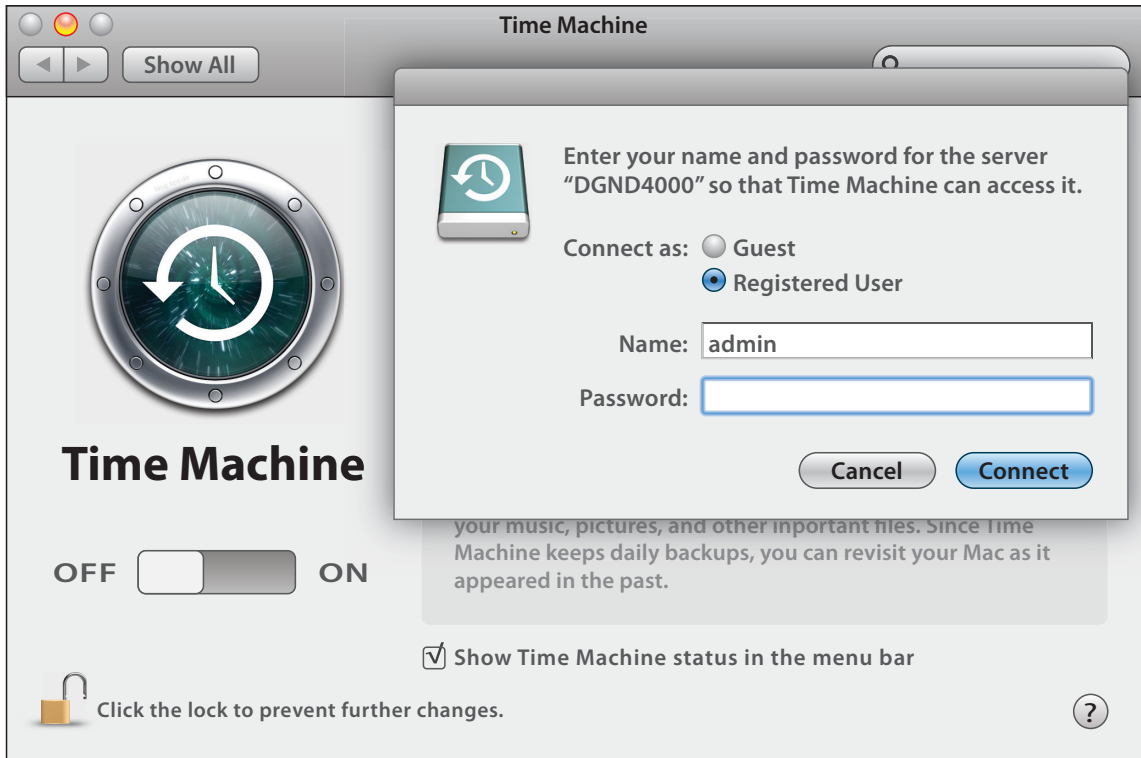 Time Machine
Show All
Enter your name and password for the server
“DGND4000” so that Time Machine can access it.
Connect as: Guest
Registered User
Name: admin
Password:
Cancel Connect
Time Machine
your music, pictures, and other inportant files. Since Time
Machine keeps daily backups, you can revisit your Mac as it
appeared in the past.
OFF ON
Show Time Machine status in the menu bar
Click the lock to prevent further changes.
?